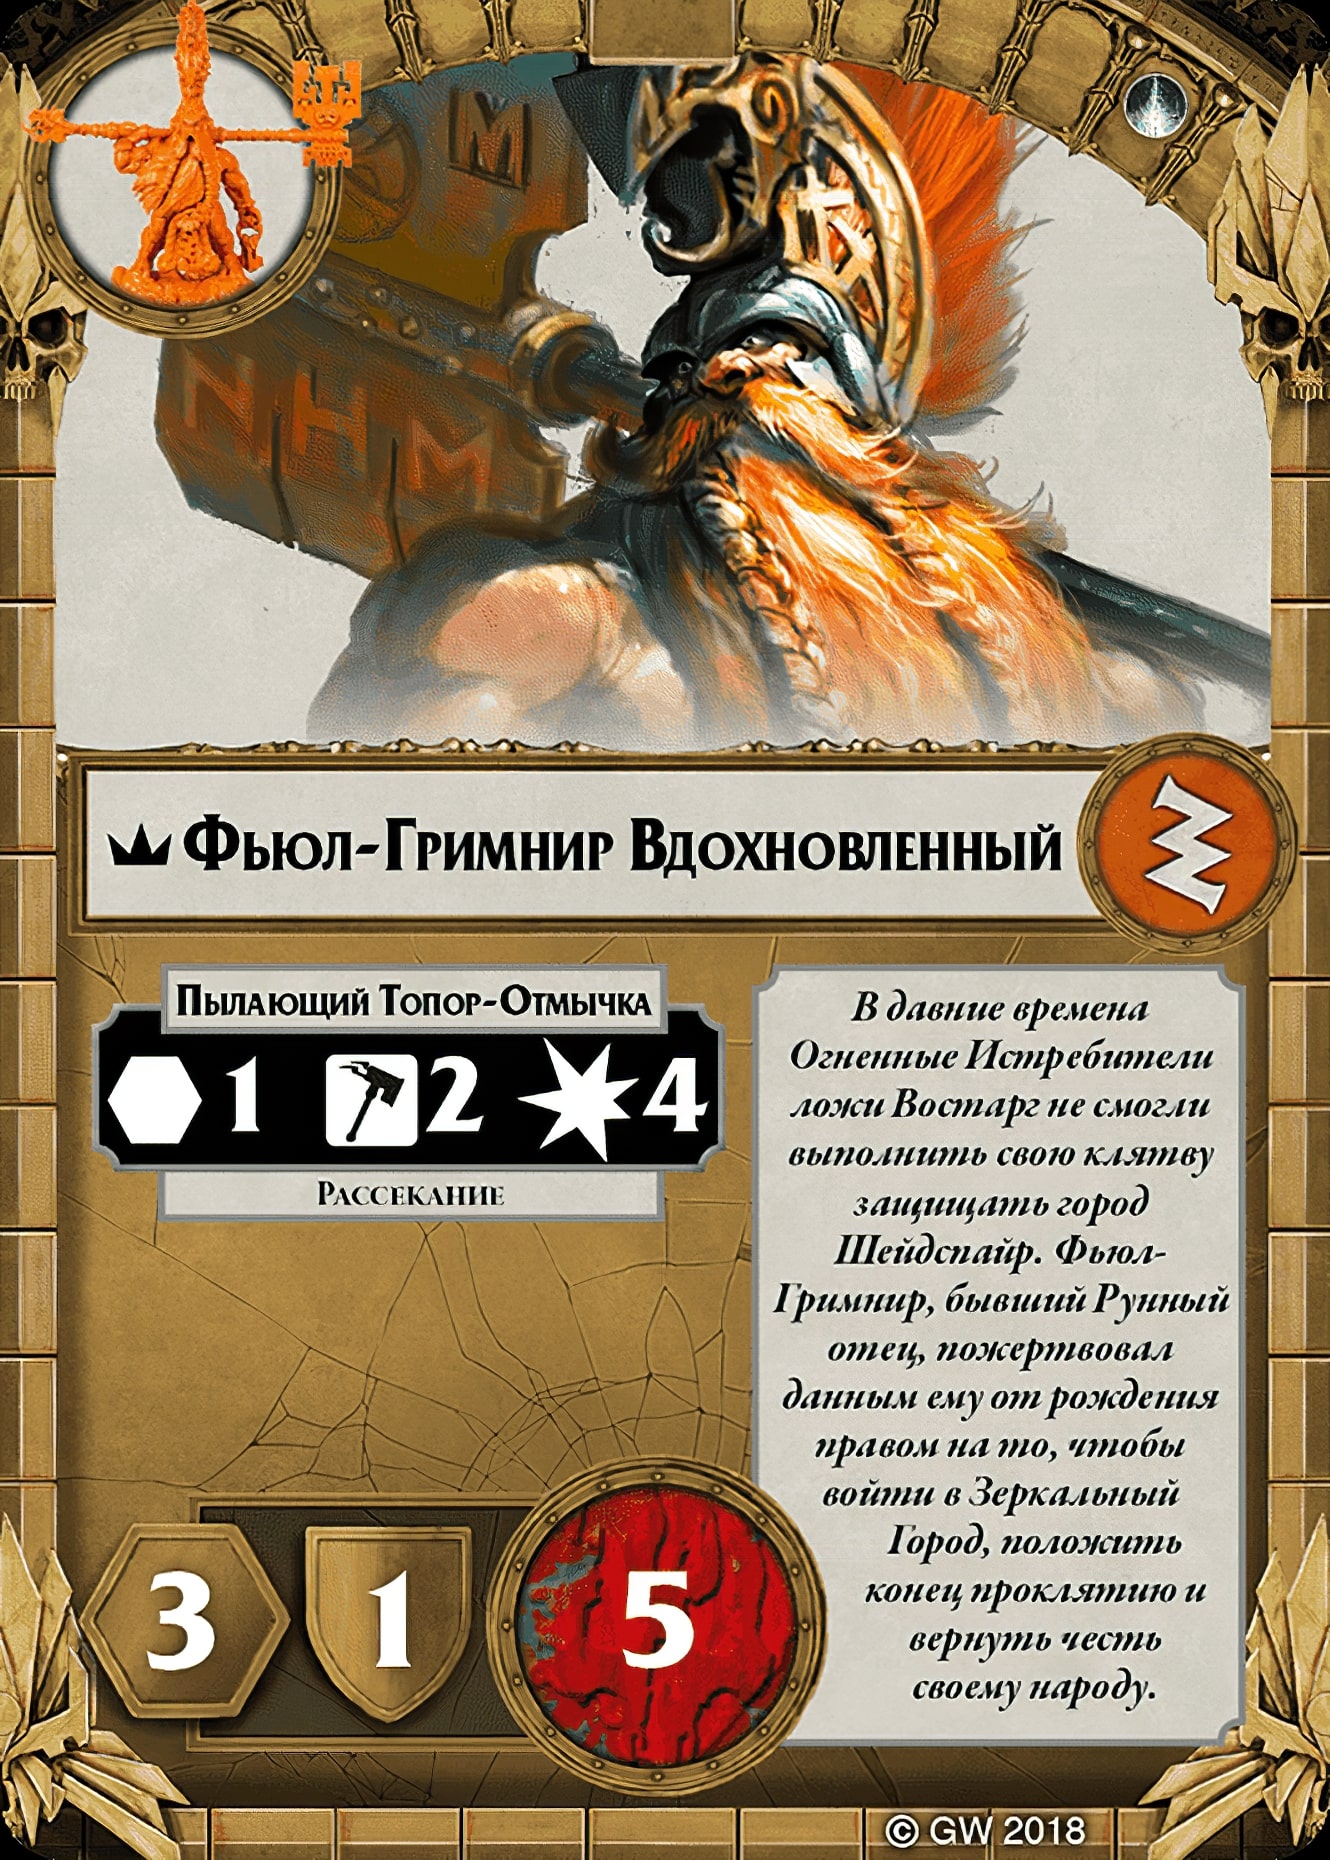 Фьюл-Гримнир Вдохновленный
Пылающий Топор-Отмычка
1 2 4
Рассекание
В давние времена
Огненные Истребители
ложи Востарг не смогли
выполнить свою клятву
защищать город
Шейдспайр. Фьюл-
Гримнир, бывший Рунный
отец, пожертвовал
данным ему от рождения
правом на то, чтобы
войти в Зеркальный
Город, положить
конец проклятию и
вернуть честь
своему народу.
3 1 5
© GW 2018